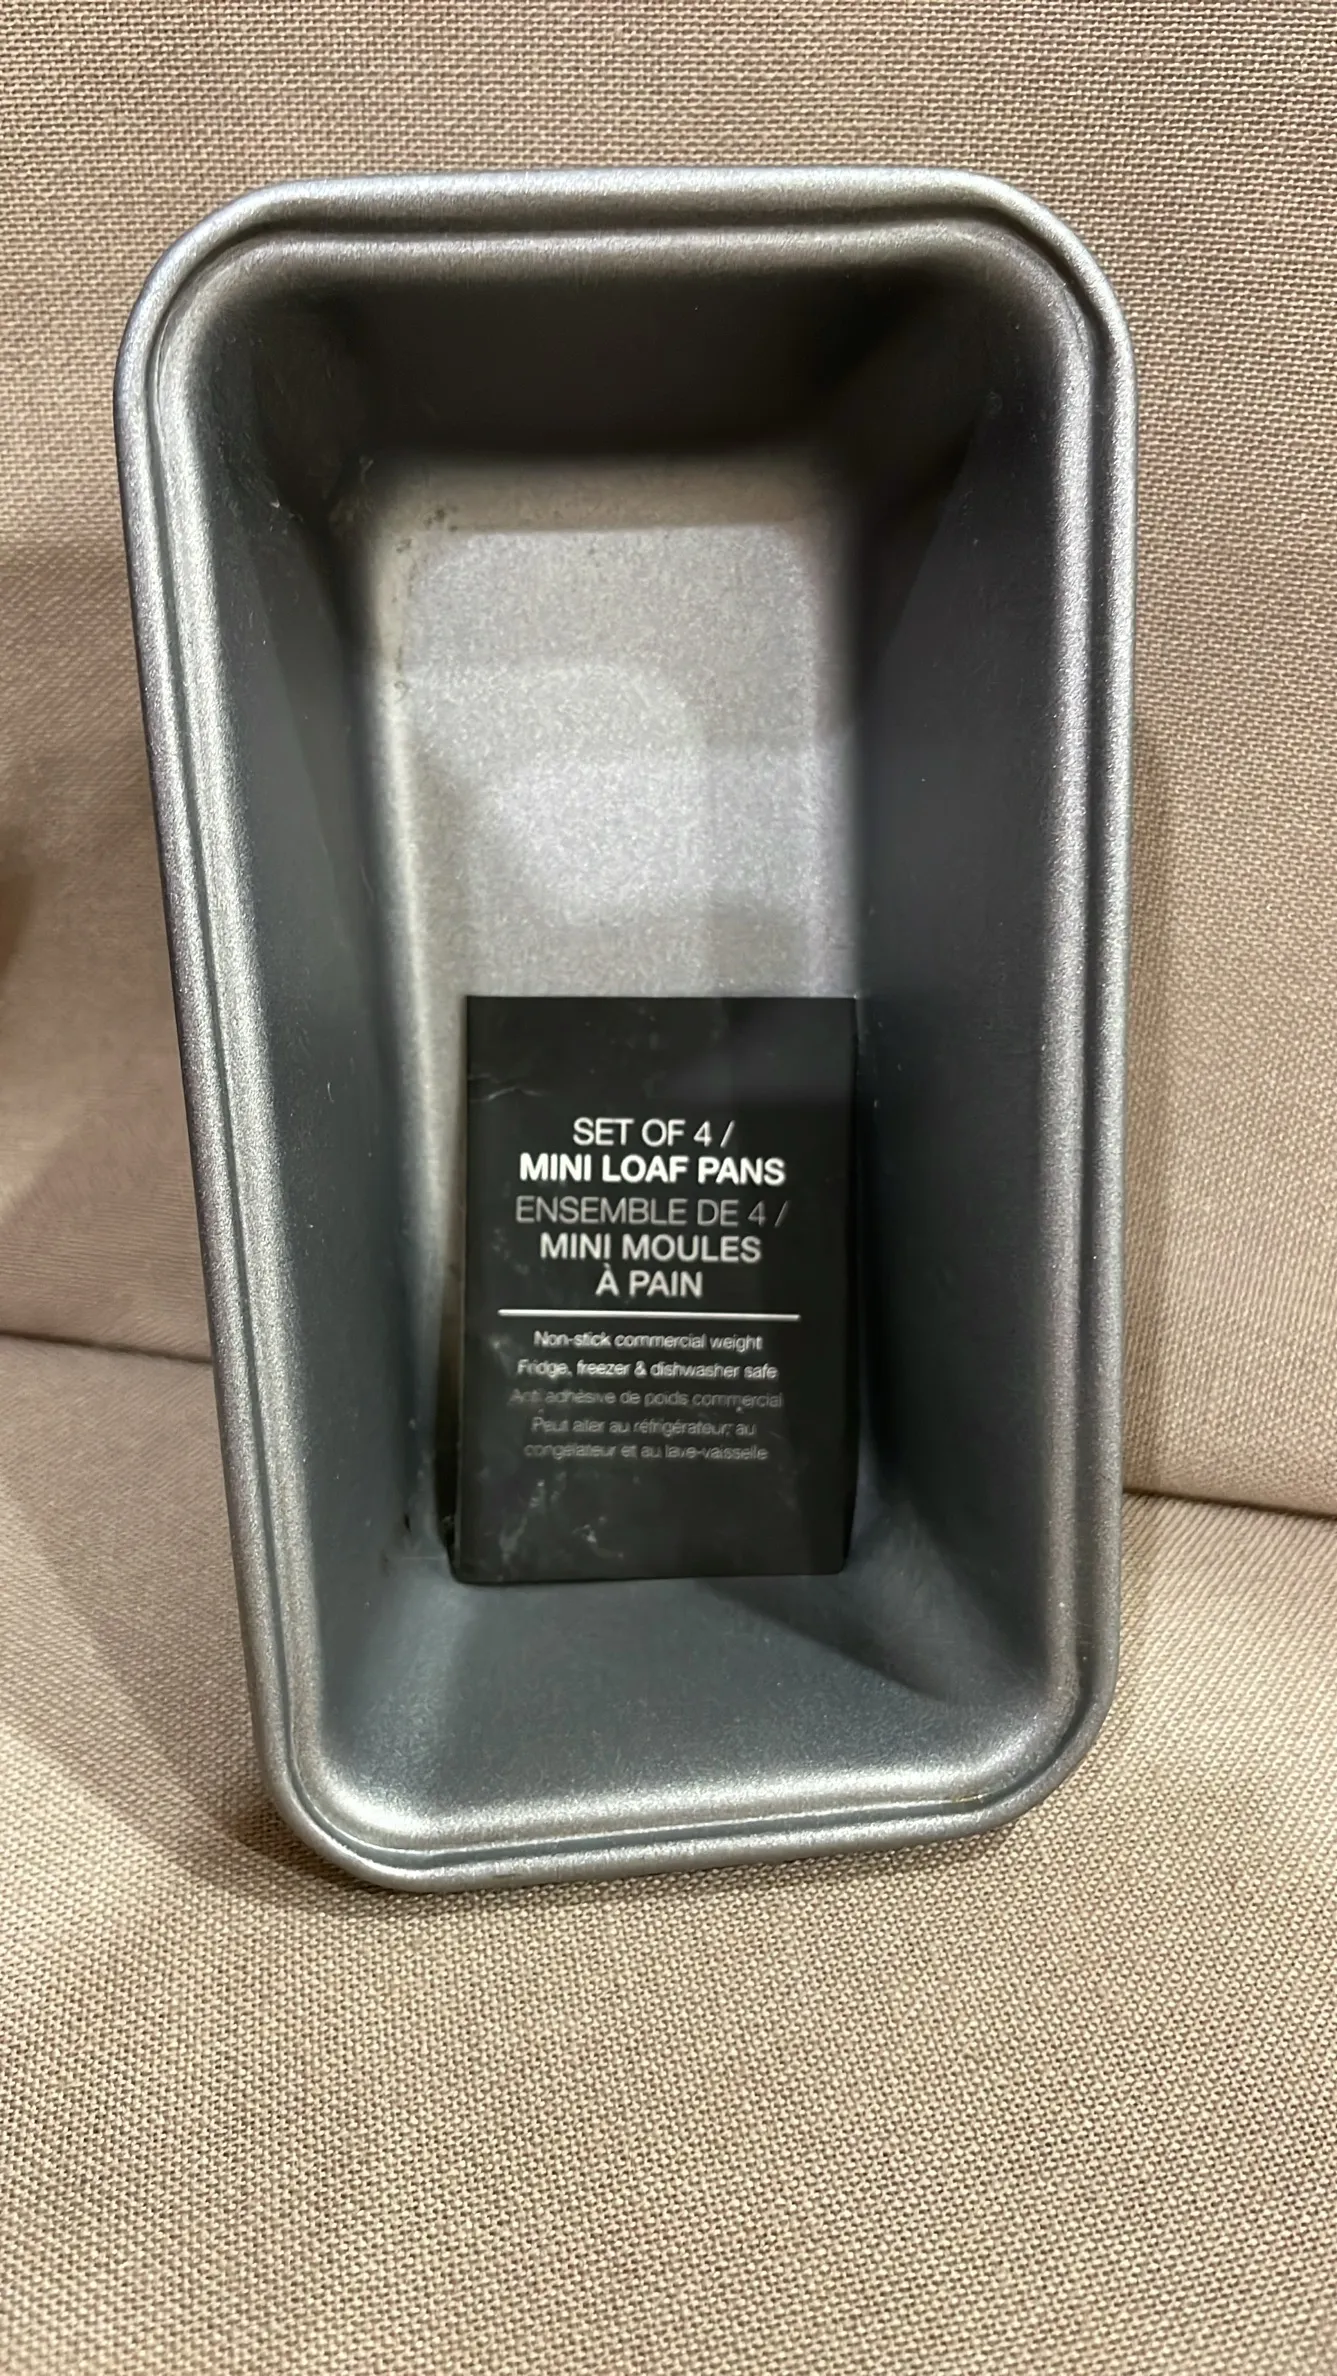 SET OF 4 /
MINI LOAF PANS
ENSEMBLE DE 4 /
MINI MOULES
À PAIN
Non-stick commercial weight
Fridge, freezer & dishwasher safe
Anti adhèsive de poids commercial
Peut aller au réfrigérateur, au
congélateur et au lave-vaisselle